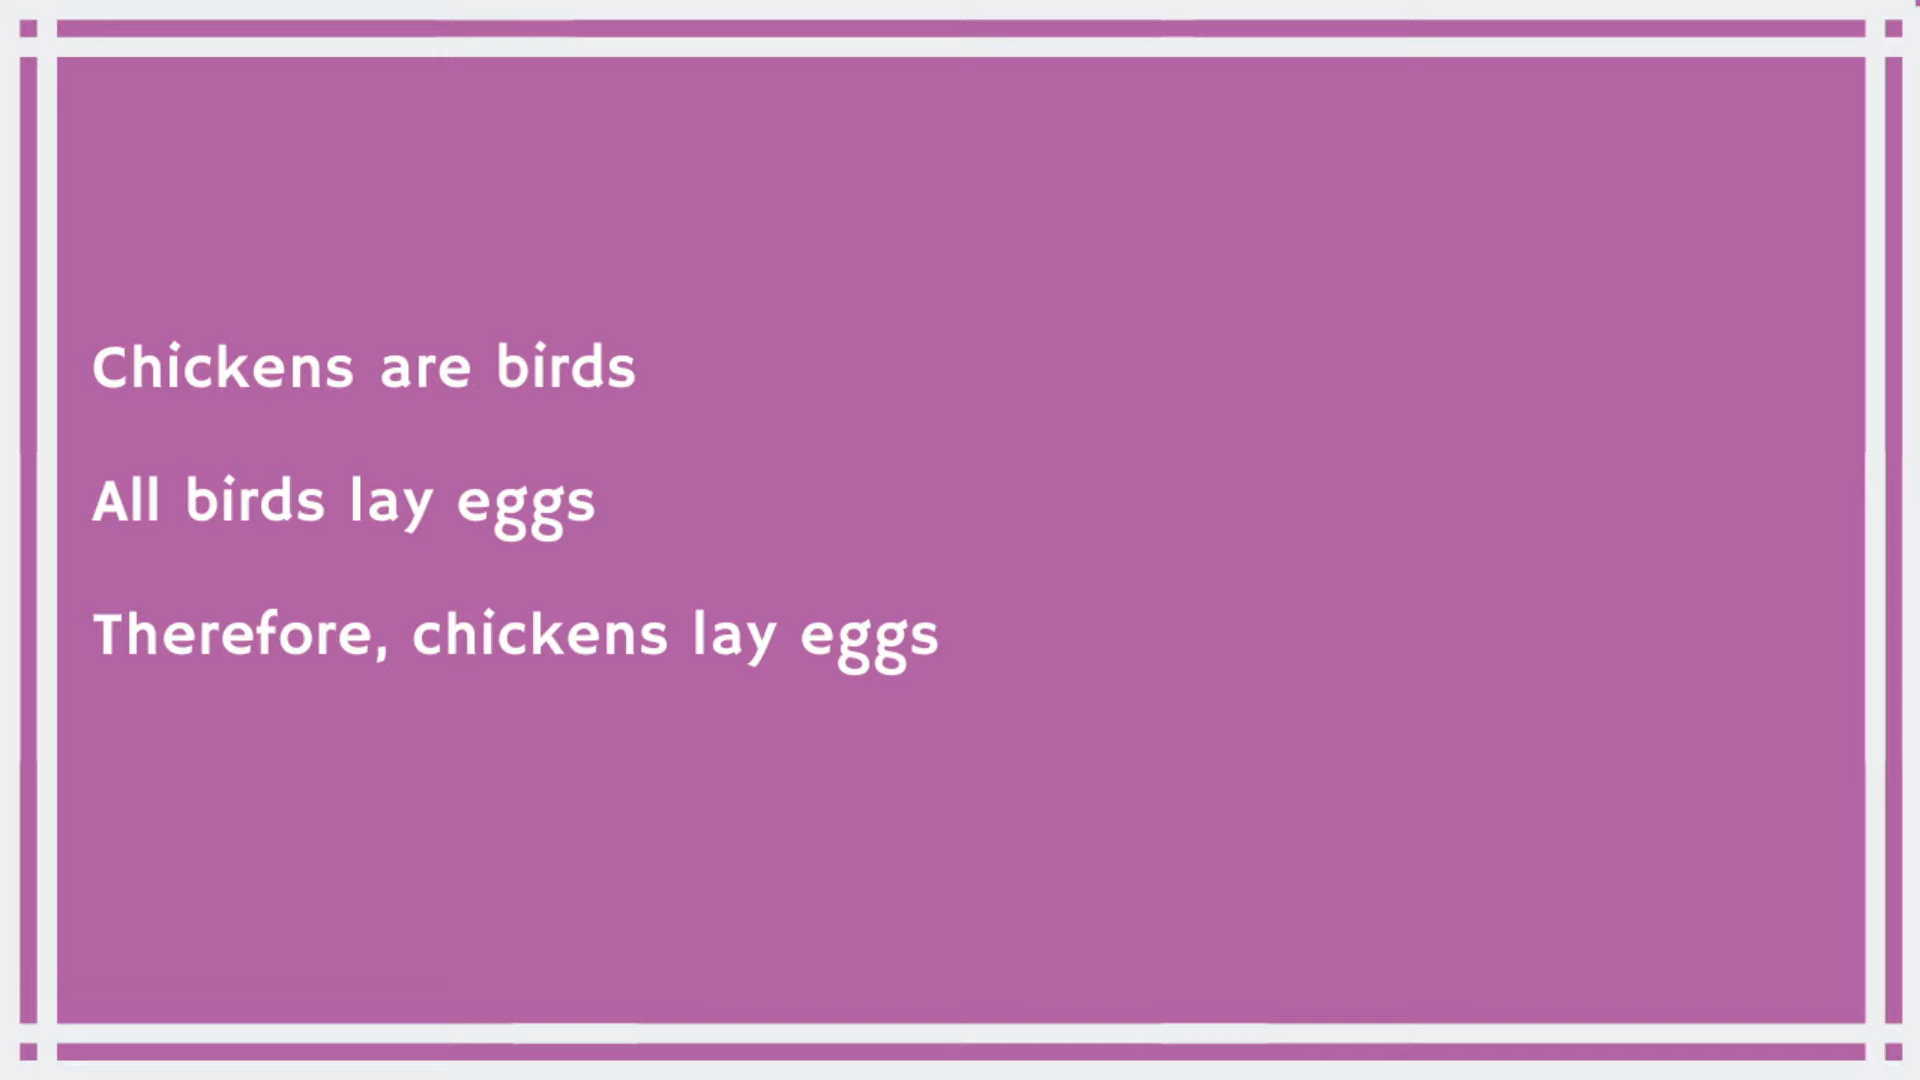 Chickens are birds
All birds lay eggs
Therefore, chickens lay eggs